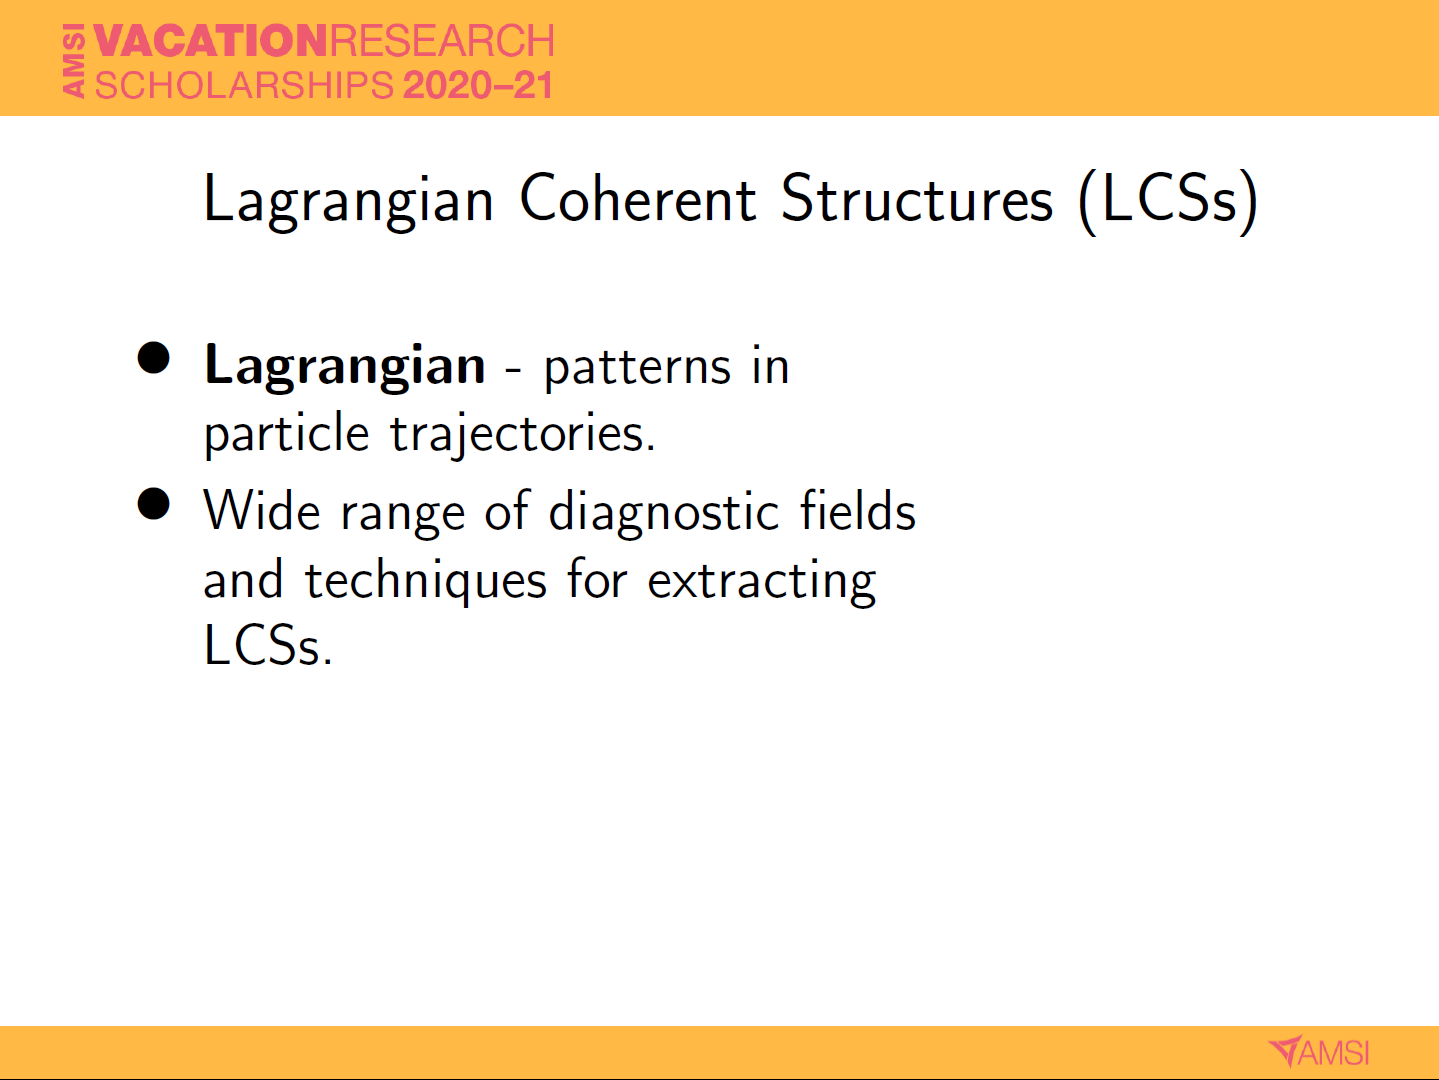 AMSI
VACATIONRESEARCH
SCHOLARSHIPS 2020–21
Lagrangian Coherent Structures (LCSs)
● Lagrangian - patterns in
particle trajectories.
● Wide range of diagnostic fields
and techniques for extracting
LCSs.
AMSI